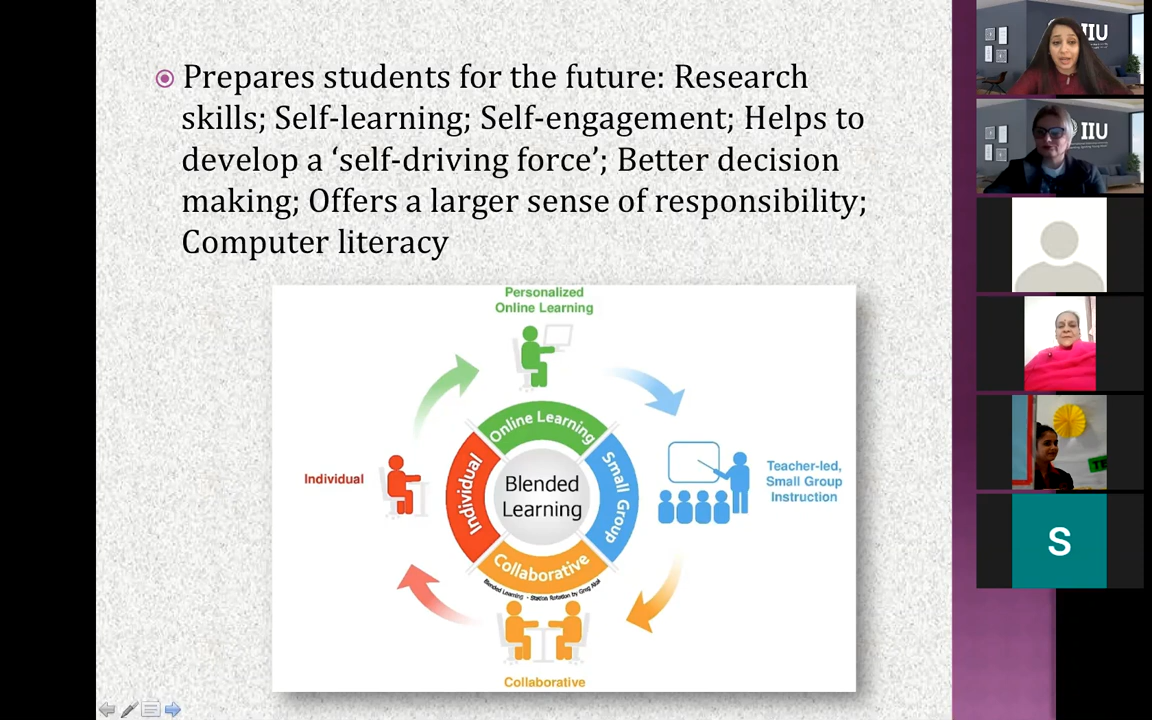 Prepares students for the future: Research
skills; Self-learning; Self-engagement; Helps to
develop a ‘self-driving force’; Better decision
making; Offers a larger sense of responsibility;
Computer literacy
Personalized
Online Learning
Online Learning
Individual
Individual
Blended
Learning
Small Group
Teacher-led,
Small Group
Instruction
Collaborative
Blended Learning - Station Rotation by Greg
Collaborative
IIU
IIU
S